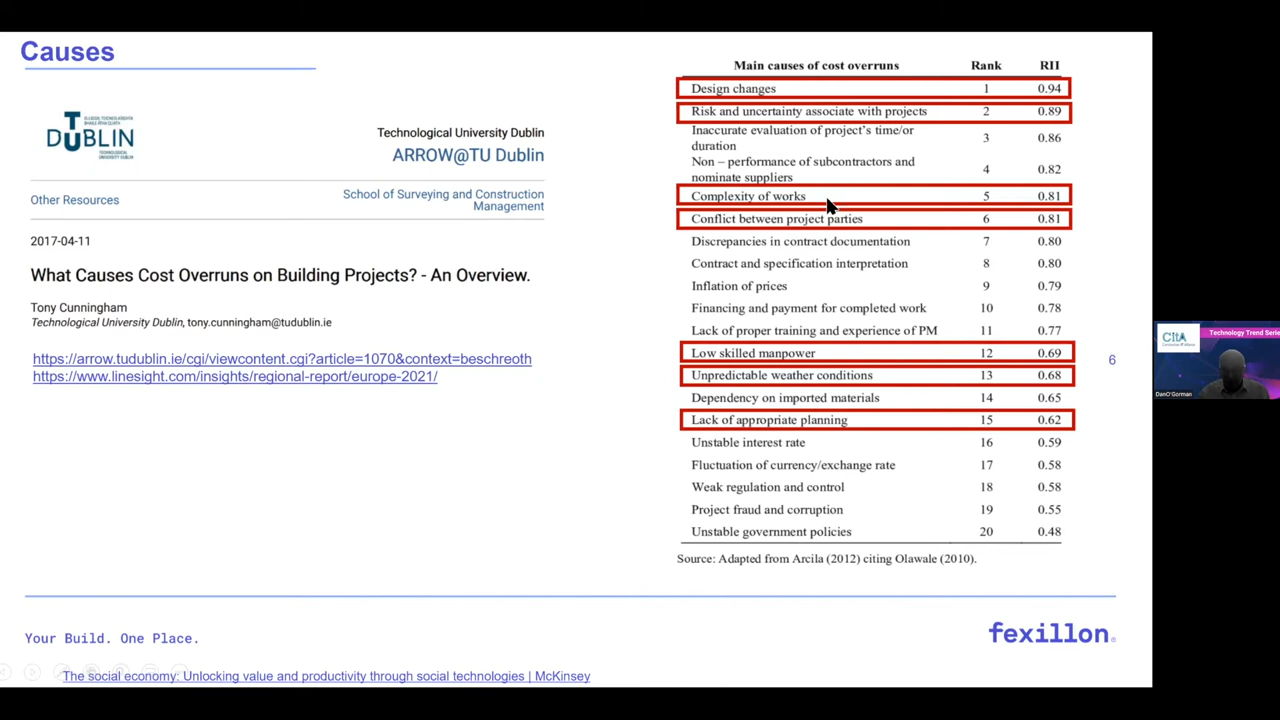 Causes
DUBLIN
Technological University Dublin
ARROW@TU Dublin
Other Resources
School of Surveying and Construction
Management
2017-04-11
What Causes Cost Overruns on Building Projects? - An Overview.
Tony Cunningham
Technological University Dublin, tony.cunningham@tudublin.ie
https://arrow.tudublin.ie/cgi/viewcontent.cgi?article=1070&context=beschreoth
https://www.linesight.com/insights/regional-report/europe-2021/
Main causes of cost overruns Rank RII
Design changes 1 0.94
Risk and uncertainty associate with projects 2 0.89
Inaccurate evaluation of project's time/or
duration 3 0.86
Non – performance of subcontractors and
nominate suppliers 4 0.82
Complexity of works 5 0.81
Conflict between project parties 6 0.81
Discrepancies in contract documentation 7 0.80
Contract and specification interpretation 8 0.80
Inflation of prices 9 0.79
Financing and payment for completed work 10 0.78
Lack of proper training and experience of PM 11 0.77
Low skilled manpower 12 0.69
Unpredictable weather conditions 13 0.68
Dependency on imported materials 14 0.65
Lack of appropriate planning 15 0.62
Unstable interest rate 16 0.59
Fluctuation of currency/exchange rate 17 0.58
Weak regulation and control 18 0.58
Project fraud and corruption 19 0.55
Unstable government policies 20 0.48
Source: Adapted from Arcila (2012) citing Olawale (2010).
6
CitA
Technology Trend Serie
DanO'Gorman
Your Build. One Place.
fexillon
The social economy: Unlocking value and productivity through social technologies | McKinsey